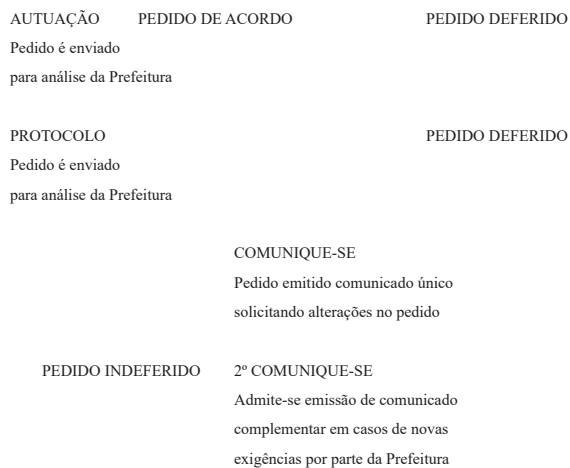 AUTUAÇÃO PEDIDO DE ACORDO PEDIDO DEFERIDO
Pedido é enviado
para análise da Prefeitura
PROTOCOLO PEDIDO DEFERIDO
Pedido é enviado
para análise da Prefeitura
COMUNIQUE-SE
Pedido emitido comunicado único
solicitando alterações no pedido
PEDIDO INDEFERIDO 2º COMUNIQUE-SE
Admite-se emissão de comunicado
complementar em casos de novas
exigências por parte da Prefeitura